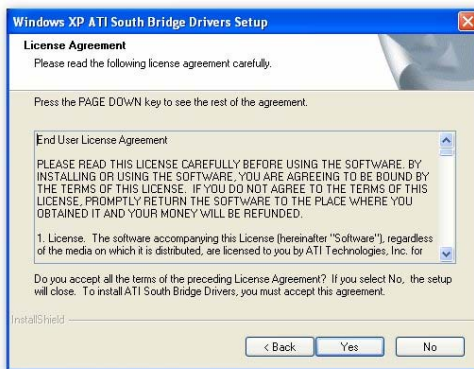 Windows XP ATI South Bridge Drivers Setup
License Agreement
Please read the following license agreement carefully.
Press the PAGE DOWN key to see the rest of the agreement.
End User License Agreement
PLEASE READ THIS LICENSE CAREFULLY BEFORE USING THE SOFTWARE. BY
INSTALLING OR USING THE SOFTWARE, YOU ARE AGREEING TO BE BOUND BY
THE TERMS OF THIS LICENSE. IF YOU DO NOT AGREE TO THE TERMS OF THIS
LICENSE, PROMPTLY RETURN THE SOFTWARE TO THE PLACE WHERE YOU
OBTAINED IT AND YOUR MONEY WILL BE REFUNDED.
1. License. The software accompanying this License (hereinafter "Software"), regardless
of the media on which it is distributed, are licensed to you by ATI Technologies, Inc. for
Do you accept all the terms of the preceding License Agreement? If you select No, the setup
will close. To install ATI South Bridge Drivers, you must accept this agreement.
InstallShield
< Back Yes No